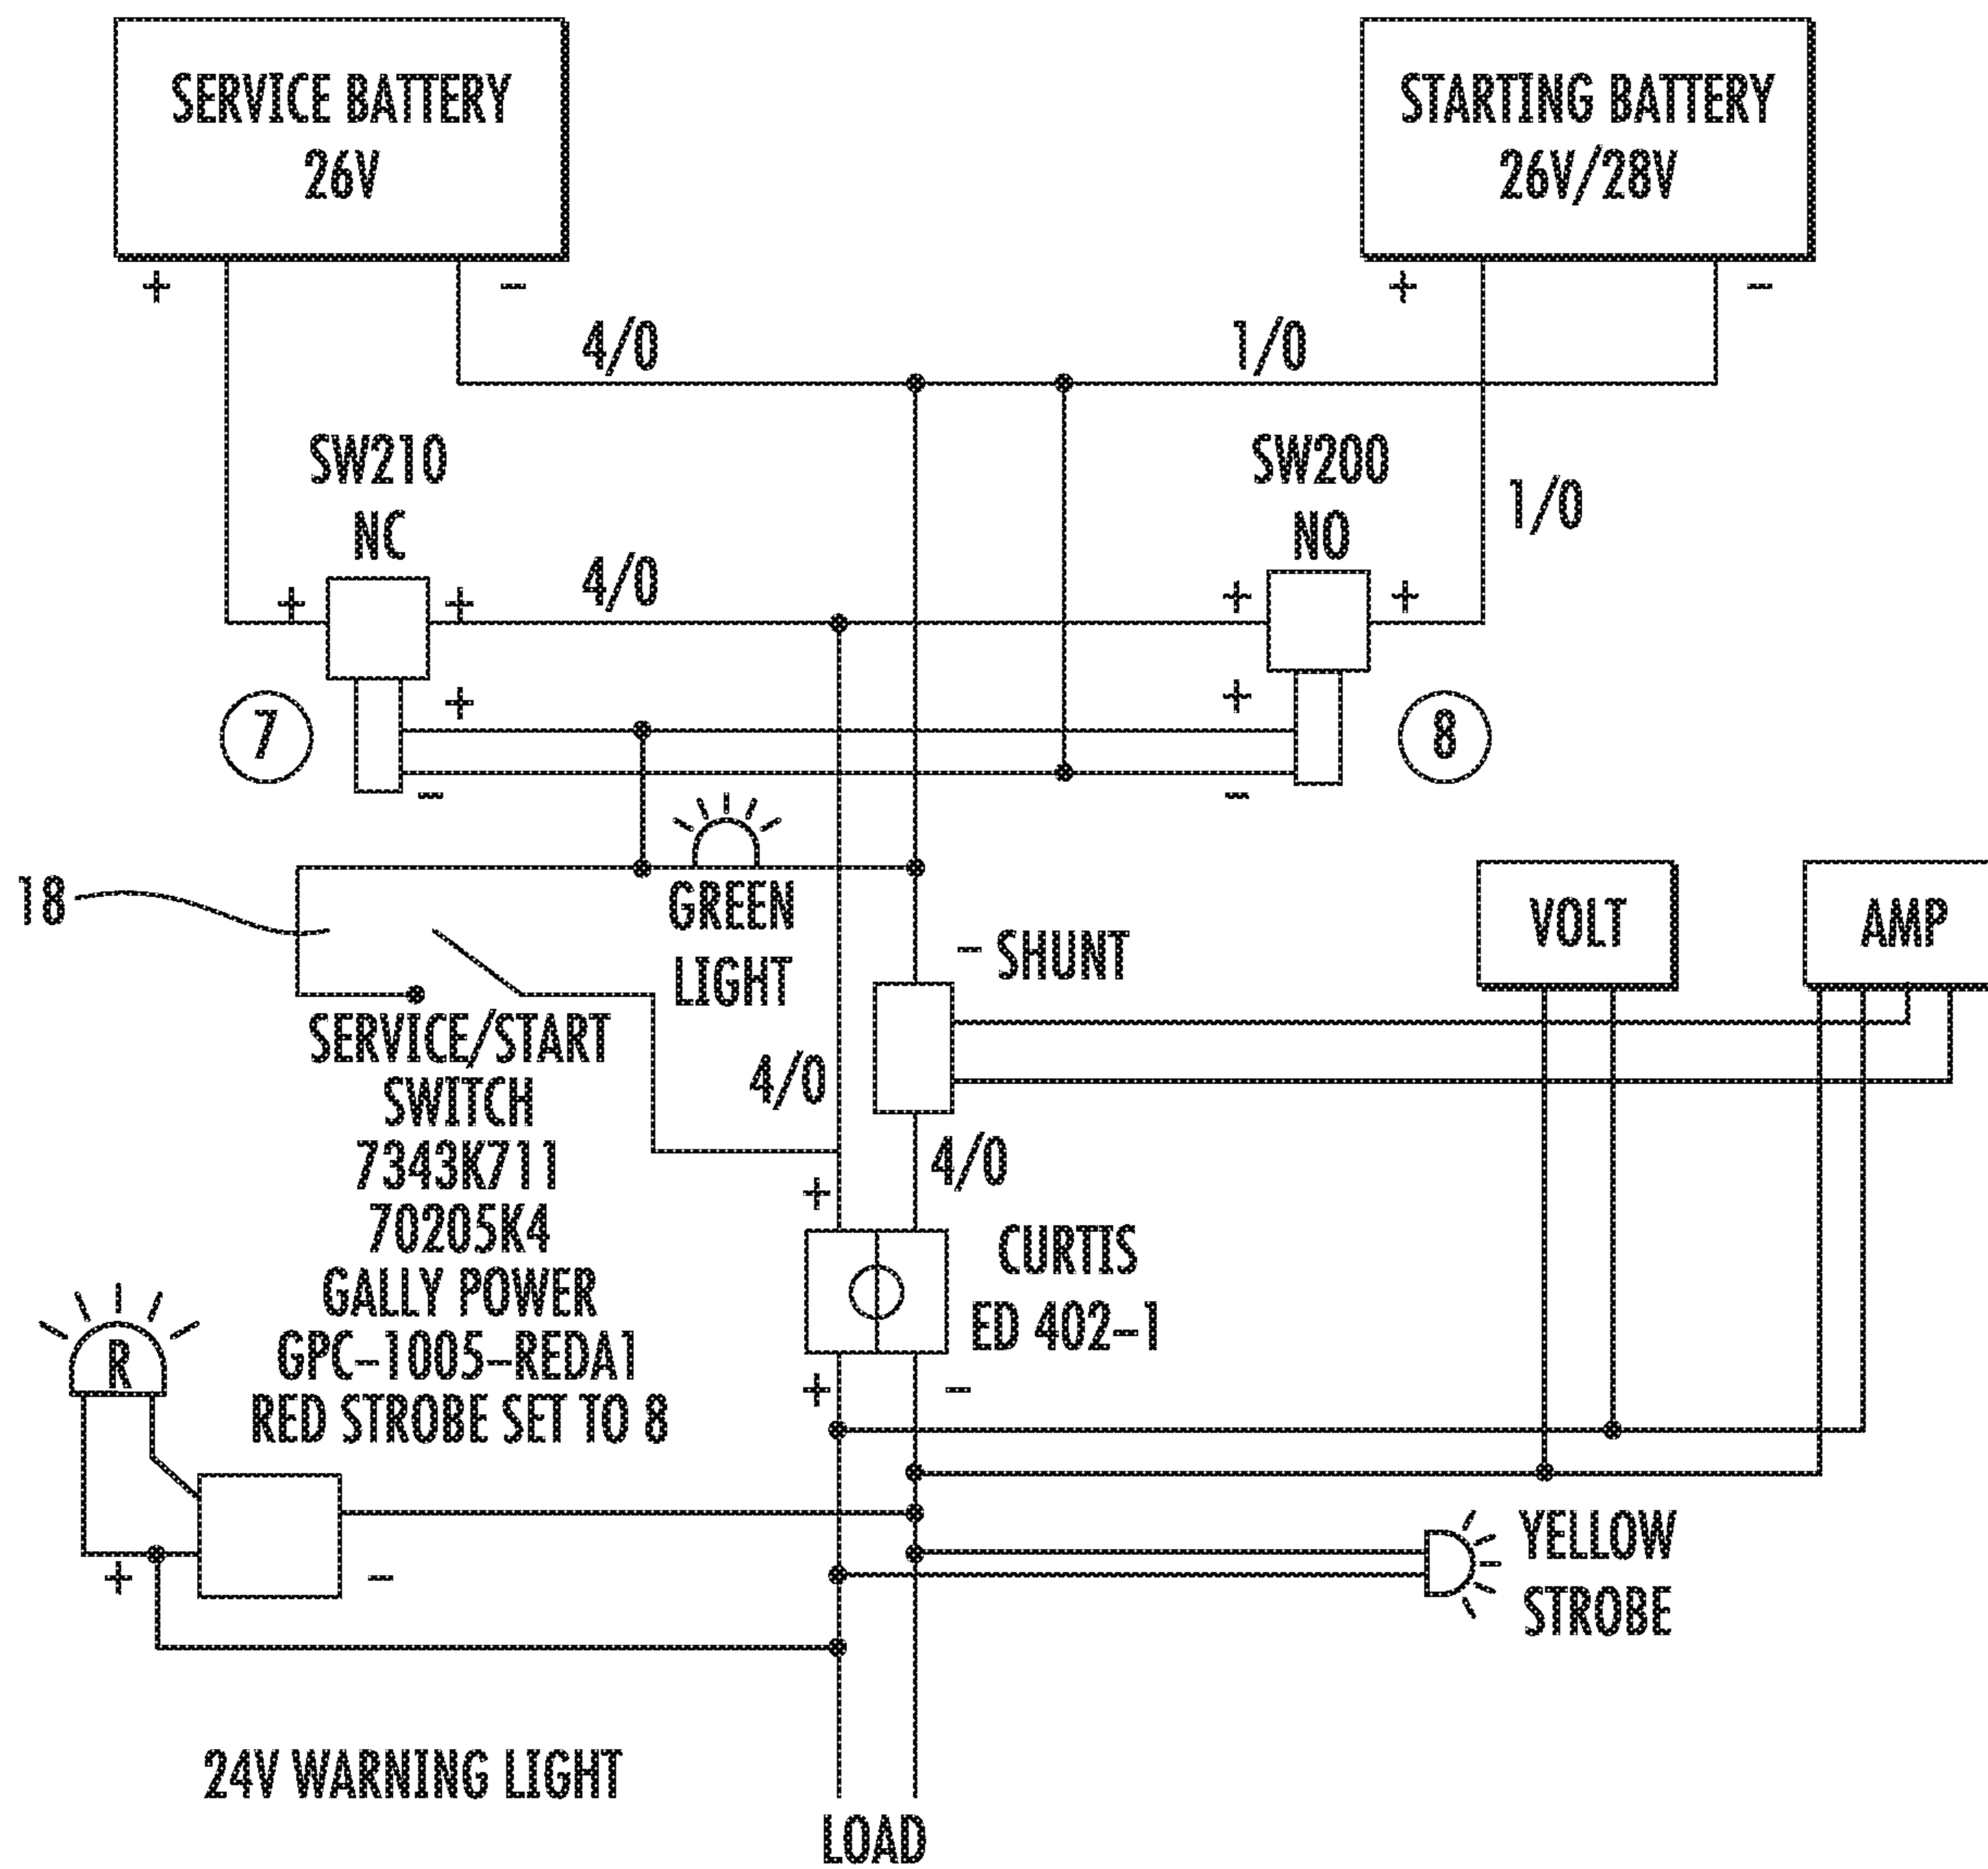 SERVICE BATTERY
26V
STARTING BATTERY
26V/28V
+
-
+
-
4/0
1/0
SW210
NC
SW200
NO
1/0
+
+
4/0
+
+
7
+
-
+
-
8
18
GREEN
LIGHT
- SHUNT
VOLT
AMP
SERVICE/START
SWITCH
7343K711
70205K4
GALLY POWER
GPC-1005-REDA1
RED STROBE SET TO 8
4/0
4/0
+
CURTIS
ED 402-1
+
-
R
+
-
YELLOW
STROBE
24V WARNING LIGHT
LOAD